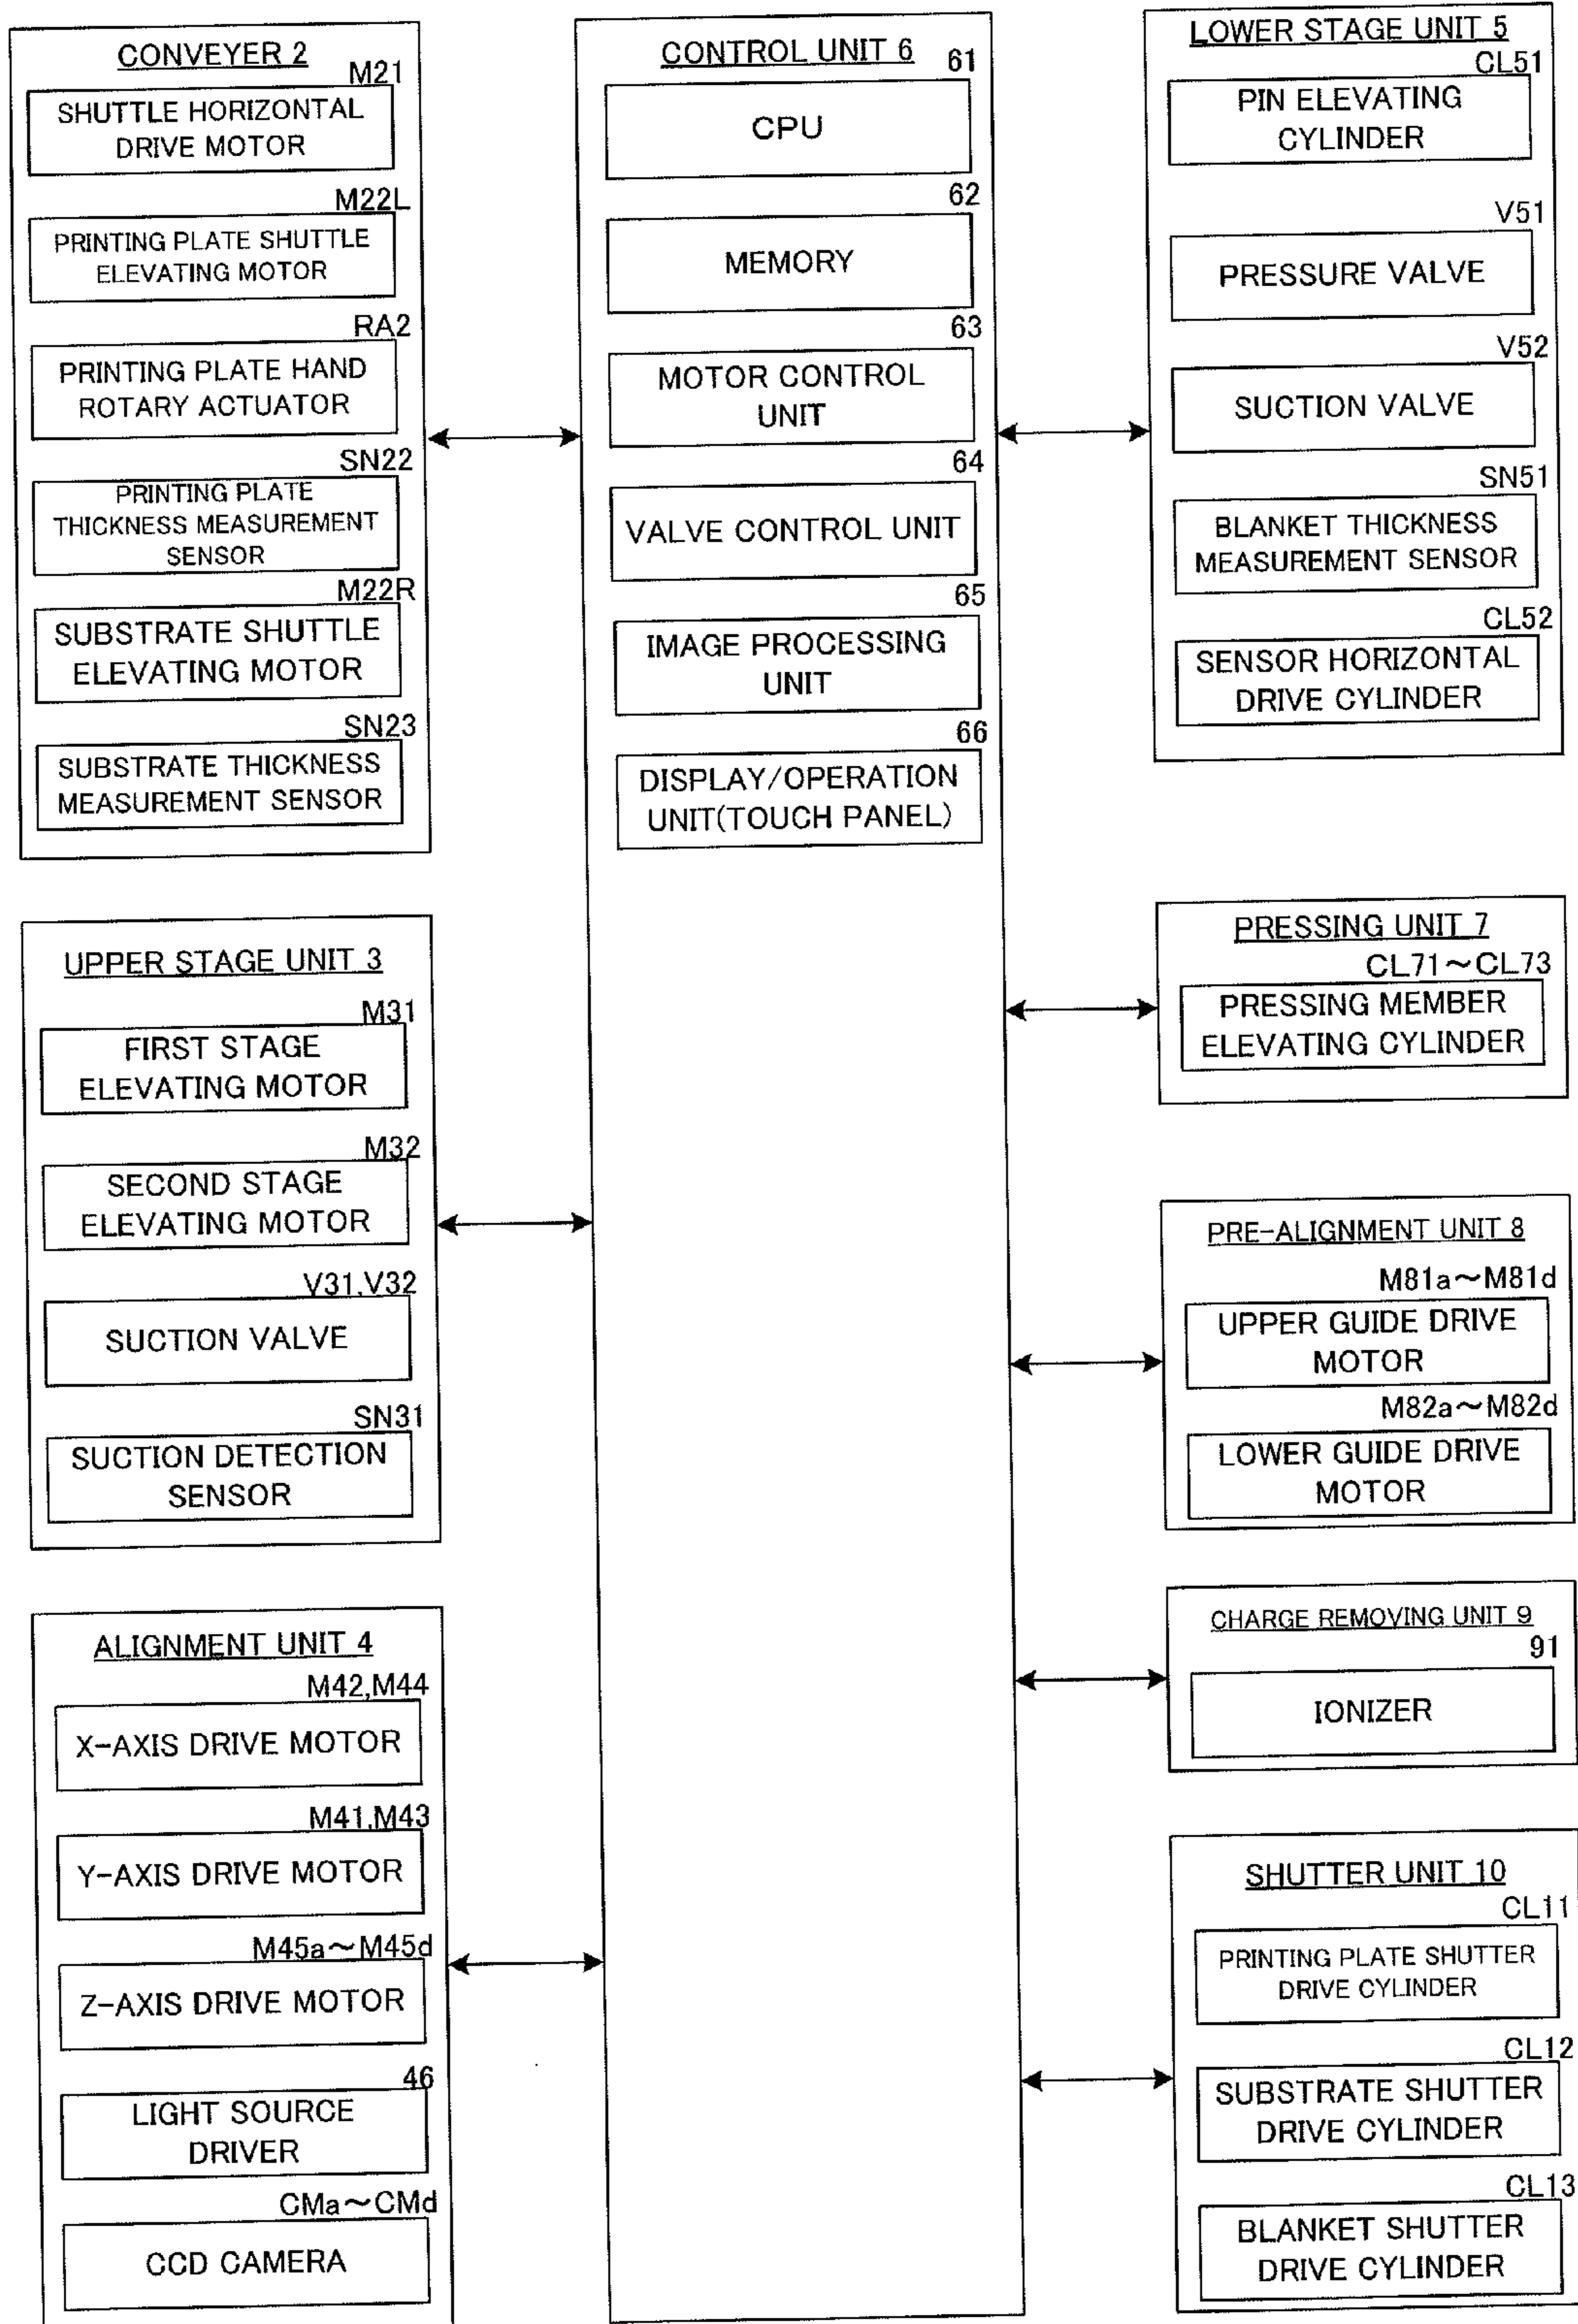 CONVEYER 2
M21
SHUTTLE HORIZONTAL
DRIVE MOTOR
M22L
PRINTING PLATE SHUTTLE
ELEVATING MOTOR
RA2
PRINTING PLATE HAND
ROTARY ACTUATOR
SN22
PRINTING PLATE
THICKNESS MEASUREMENT
SENSOR
M22R
SUBSTRATE SHUTTLE
ELEVATING MOTOR
SN23
SUBSTRATE THICKNESS
MEASUREMENT SENSOR
UPPER STAGE UNIT 3
M31
FIRST STAGE
ELEVATING MOTOR
M32
SECOND STAGE
ELEVATING MOTOR
V31,V32
SUCTION VALVE
SN31
SUCTION DETECTION
SENSOR
ALIGNMENT UNIT 4
M42,M44
X-AXIS DRIVE MOTOR
M41,M43
Y-AXIS DRIVE MOTOR
M45a~M45d
Z-AXIS DRIVE MOTOR
46
LIGHT SOURCE
DRIVER
CMa~CMd
CCD CAMERA
CONTROL UNIT 6
61
CPU
62
MEMORY
63
MOTOR CONTROL
UNIT
64
VALVE CONTROL UNIT
65
IMAGE PROCESSING
UNIT
66
DISPLAY/OPERATION
UNIT(TOUCH PANEL)
LOWER STAGE UNIT 5
CL51
PIN ELEVATING
CYLINDER
V51
PRESSURE VALVE
V52
SUCTION VALVE
SN51
BLANKET THICKNESS
MEASUREMENT SENSOR
CL52
SENSOR HORIZONTAL
DRIVE CYLINDER
PRESSING UNIT 7
CL71~CL73
PRESSING MEMBER
ELEVATING CYLINDER
PRE-ALIGNMENT UNIT 8
M81a~M81d
UPPER GUIDE DRIVE
MOTOR
M82a~M82d
LOWER GUIDE DRIVE
MOTOR
CHARGE REMOVING UNIT 9
91
IONIZER
SHUTTER UNIT 10
CL11
PRINTING PLATE SHUTTER
DRIVE CYLINDER
CL12
SUBSTRATE SHUTTER
DRIVE CYLINDER
CL13
BLANKET SHUTTER
DRIVE CYLINDER